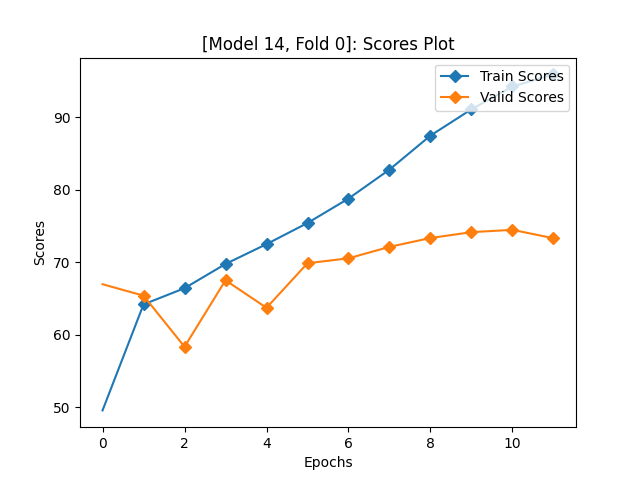 [Model 14, Fold 0]: Scores Plot
Train Scores
Valid Scores
Scores
90
80
70
60
50
0 2 4 6 8 10
Epochs